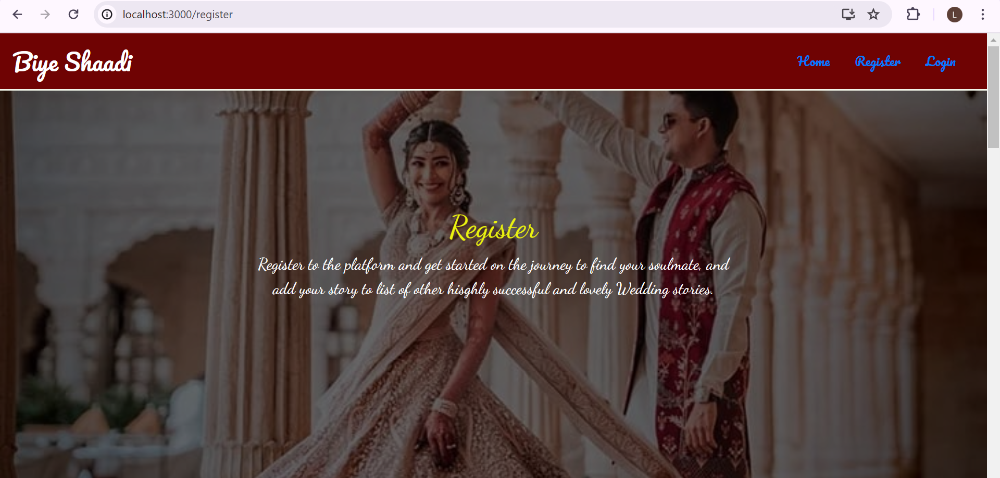 localhost:3000/register
L
Biye Shaadi
Home Register Login
Register
Register to the platform and get started on the journey to find your soulmate, and
add your story to list of other hisghly successful and lovely Wedding stories.